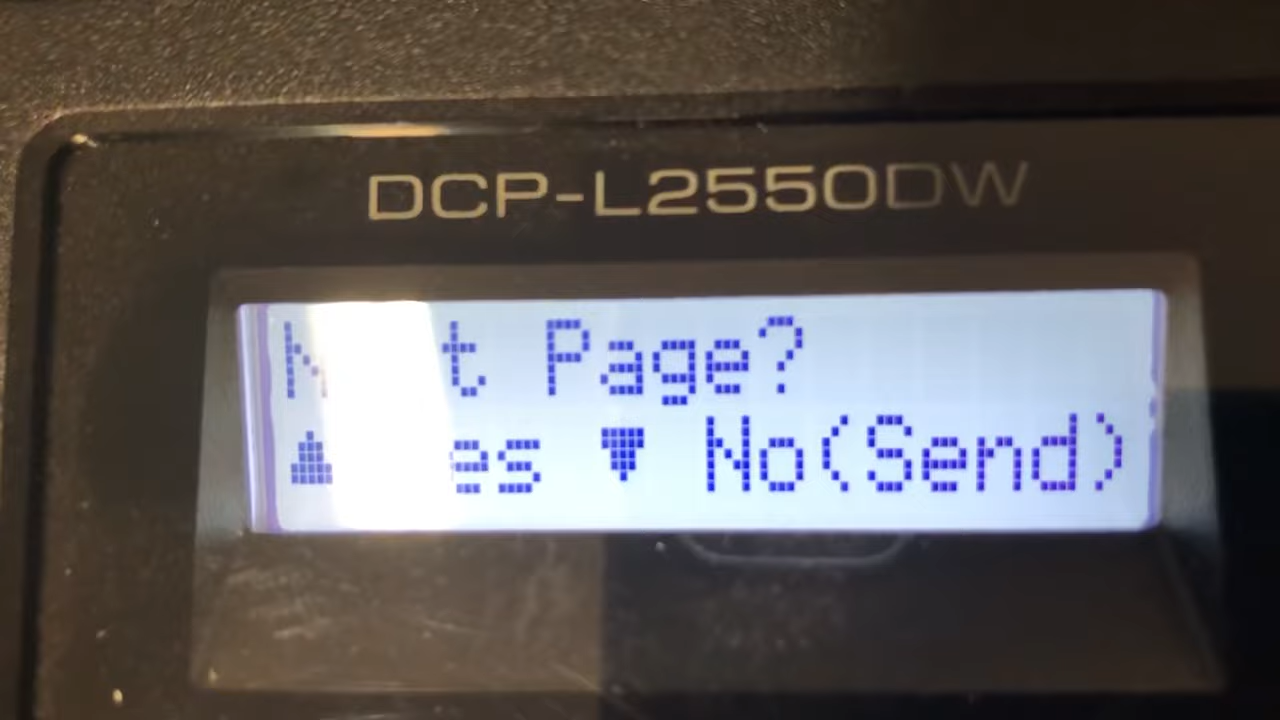 DCP-L2550DW
Page?
▲ ▼ No(Send)